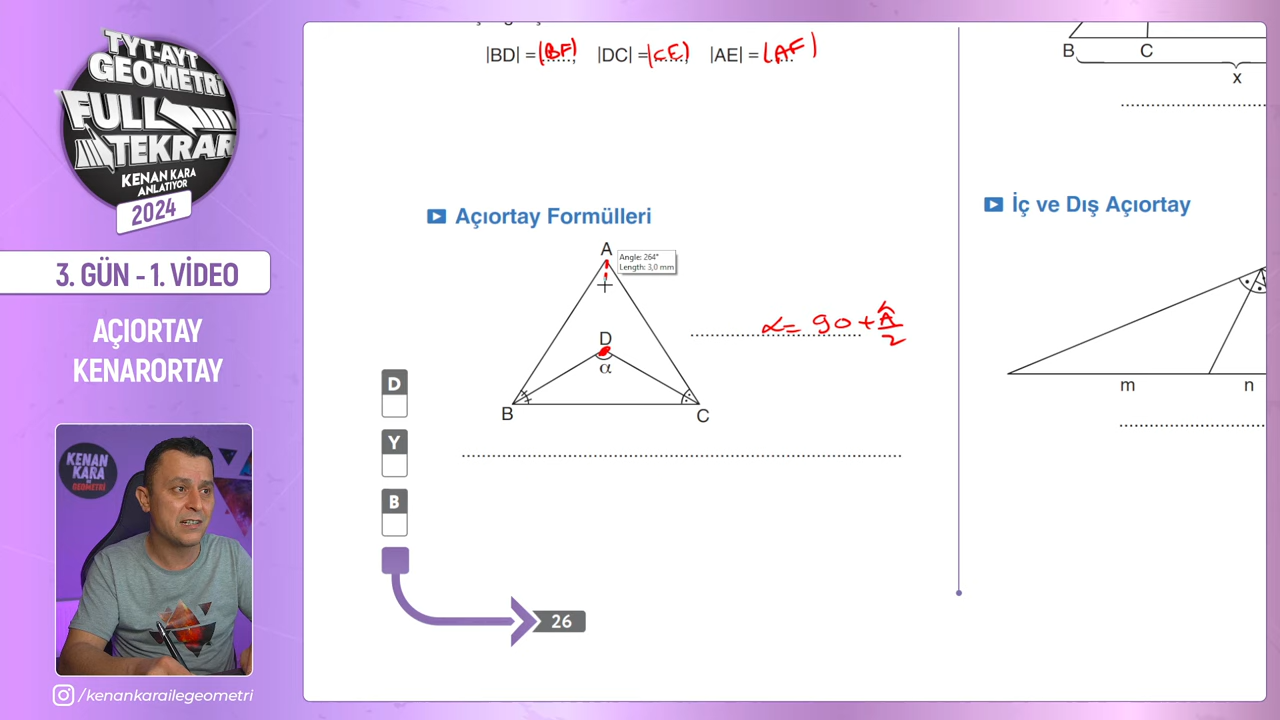 TYT-AYT
GEOMETRİ
FULL
TEKRAR
KENAN KARA
ANLATIYOR
2024
3. GÜN - 1. VİDEO
AÇIORTAY
KENARORTAY
KENAN
KARA
GEOMETRİ
/kenankarailegeometri
|BD| = |BF|, |DC| = |CE|, |AE| = |AF|
Açıortay Formülleri
A
Angle: 264°
Length: 3,0 mm
D
α
B
C
α = 90 + Â/2
D
Y
B
26
B
C
x
İç ve Dış Açıortay
m
n